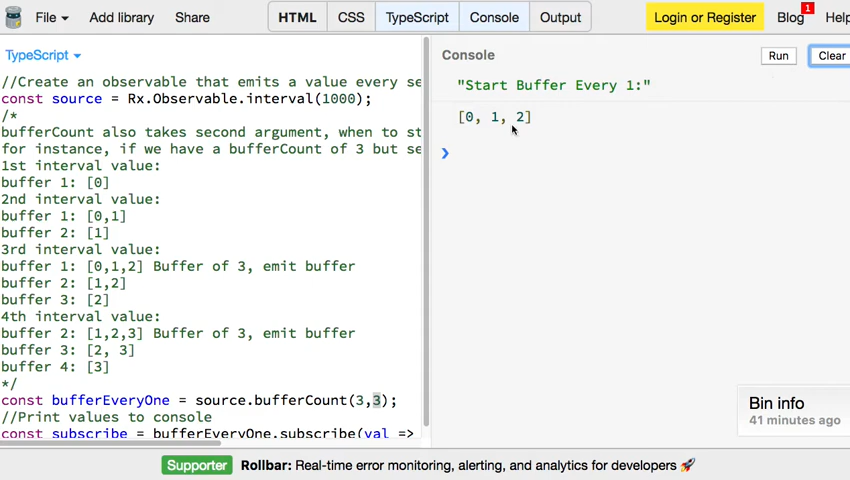 File Add library Share HTML CSS TypeScript Console Output Login or Register Blog 1 Help
TypeScript
//Create an observable that emits a value every se
const source = Rx.Observable.interval(1000);
/*
bufferCount also takes second argument, when to st
for instance, if we have a bufferCount of 3 but se
1st interval value:
buffer 1: [0]
2nd interval value:
buffer 1: [0,1]
buffer 2: [1]
3rd interval value:
buffer 1: [0,1,2] Buffer of 3, emit buffer
buffer 2: [1,2]
buffer 3: [2]
4th interval value:
buffer 2: [1,2,3] Buffer of 3, emit buffer
buffer 3: [2, 3]
buffer 4: [3]
*/
const bufferEveryOne = source.bufferCount(3,3);
//Print values to console
const subscribe = bufferEveryOne.subscribe(val =>
Console Run Clear
"Start Buffer Every 1:"
[0, 1, 2]
Bin info
41 minutes ago
Supporter Rollbar: Real-time error monitoring, alerting, and analytics for developers 🚀